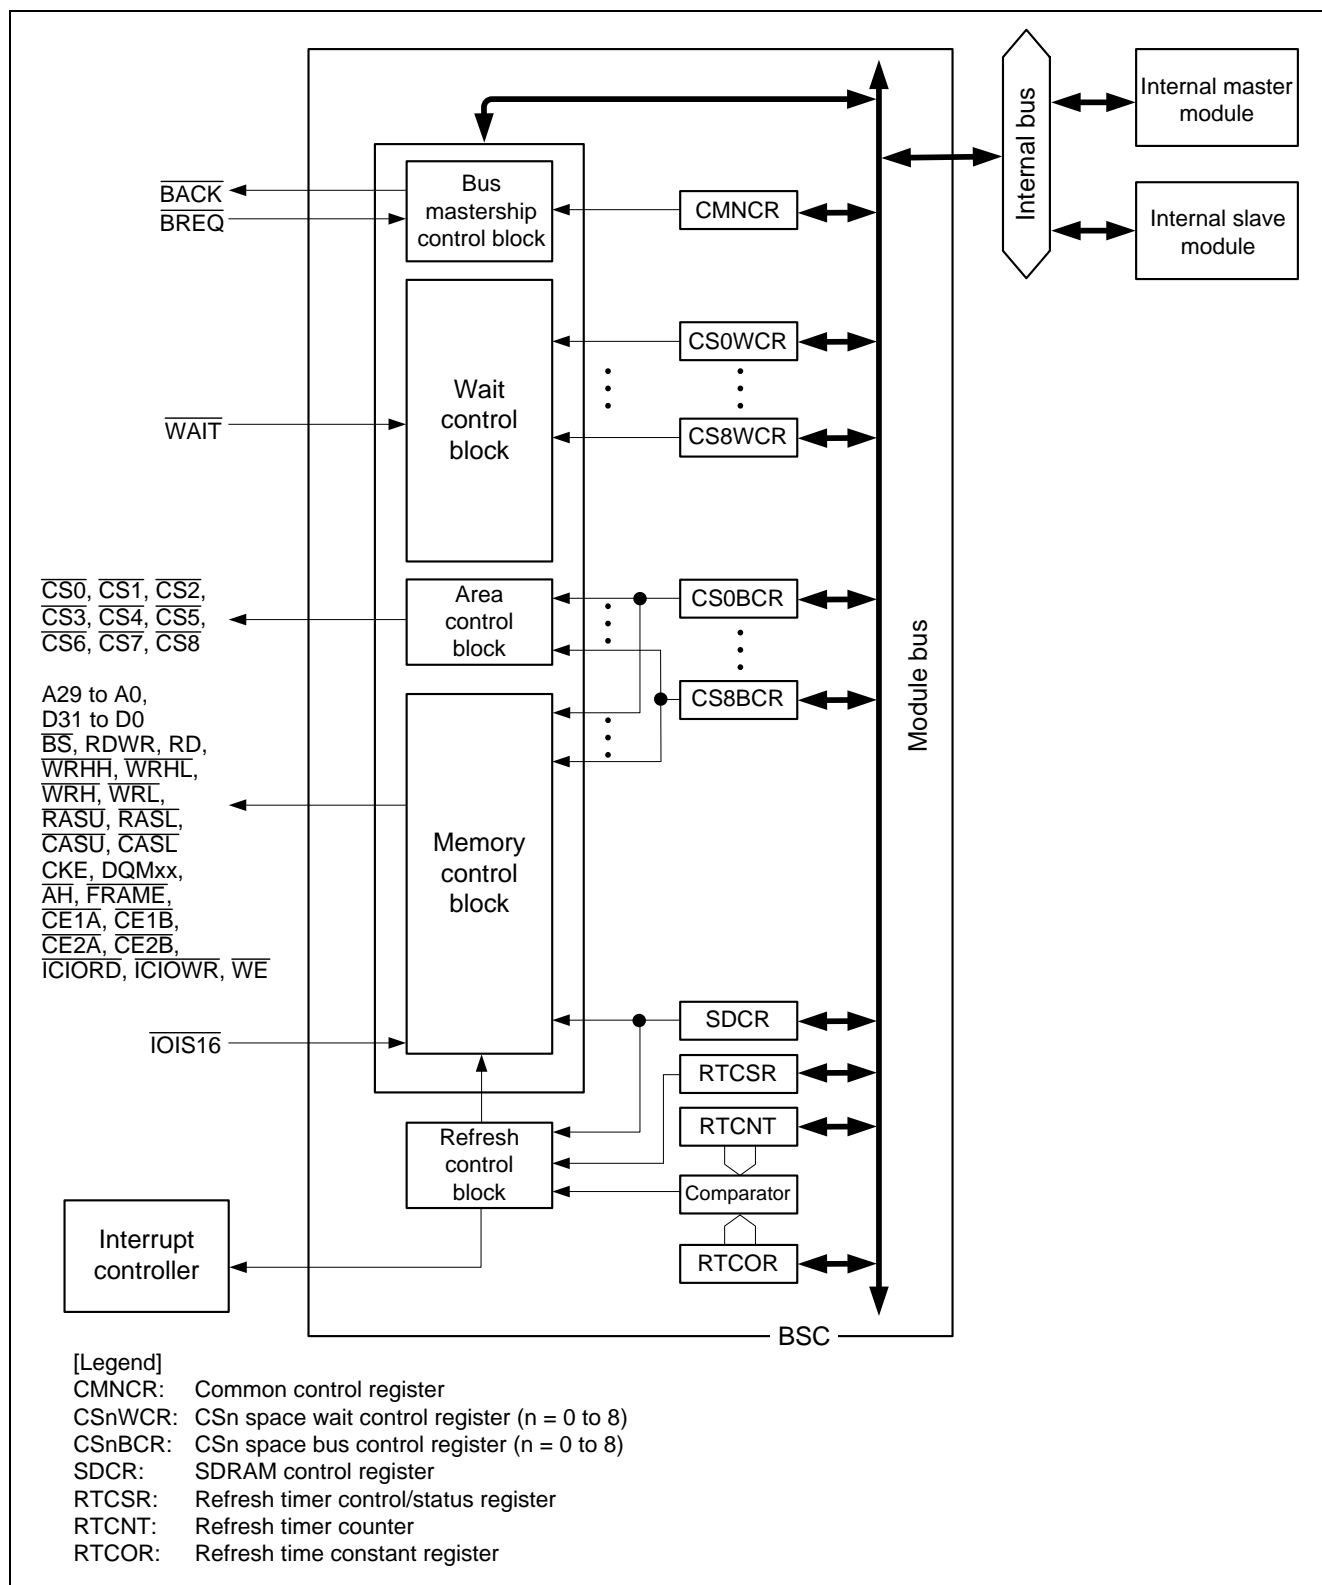 Internal bus
Internal master
module
Internal slave
module
BACK
BREQ
Bus
mastership
control block
CMNCR
CS0WCR
Wait
control
block
WAIT
CS8WCR
CS0, CS1, CS2,
CS3, CS4, CS5,
CS6, CS7, CS8
Area
control
block
CS0BCR
CS8BCR
Module bus
A29 to A0,
D31 to D0
BS, RDWR, RD,
WRHH, WRHL,
WRH, WRL,
RASU, RASL,
CASU, CASL
CKE, DQMxx,
AH, FRAME,
CE1A, CE1B,
CE2A, CE2B,
ICIORD, ICIOWR, WE
Memory
control
block
IOIS16
SDCR
RTCSR
RTCNT
Comparator
RTCOR
Refresh
control
block
Interrupt
controller
BSC
[Legend]
CMNCR: Common control register
CSnWCR: CSn space wait control register (n = 0 to 8)
CSnBCR: CSn space bus control register (n = 0 to 8)
SDCR: SDRAM control register
RTCSR: Refresh timer control/status register
RTCNT: Refresh timer counter
RTCOR: Refresh time constant register